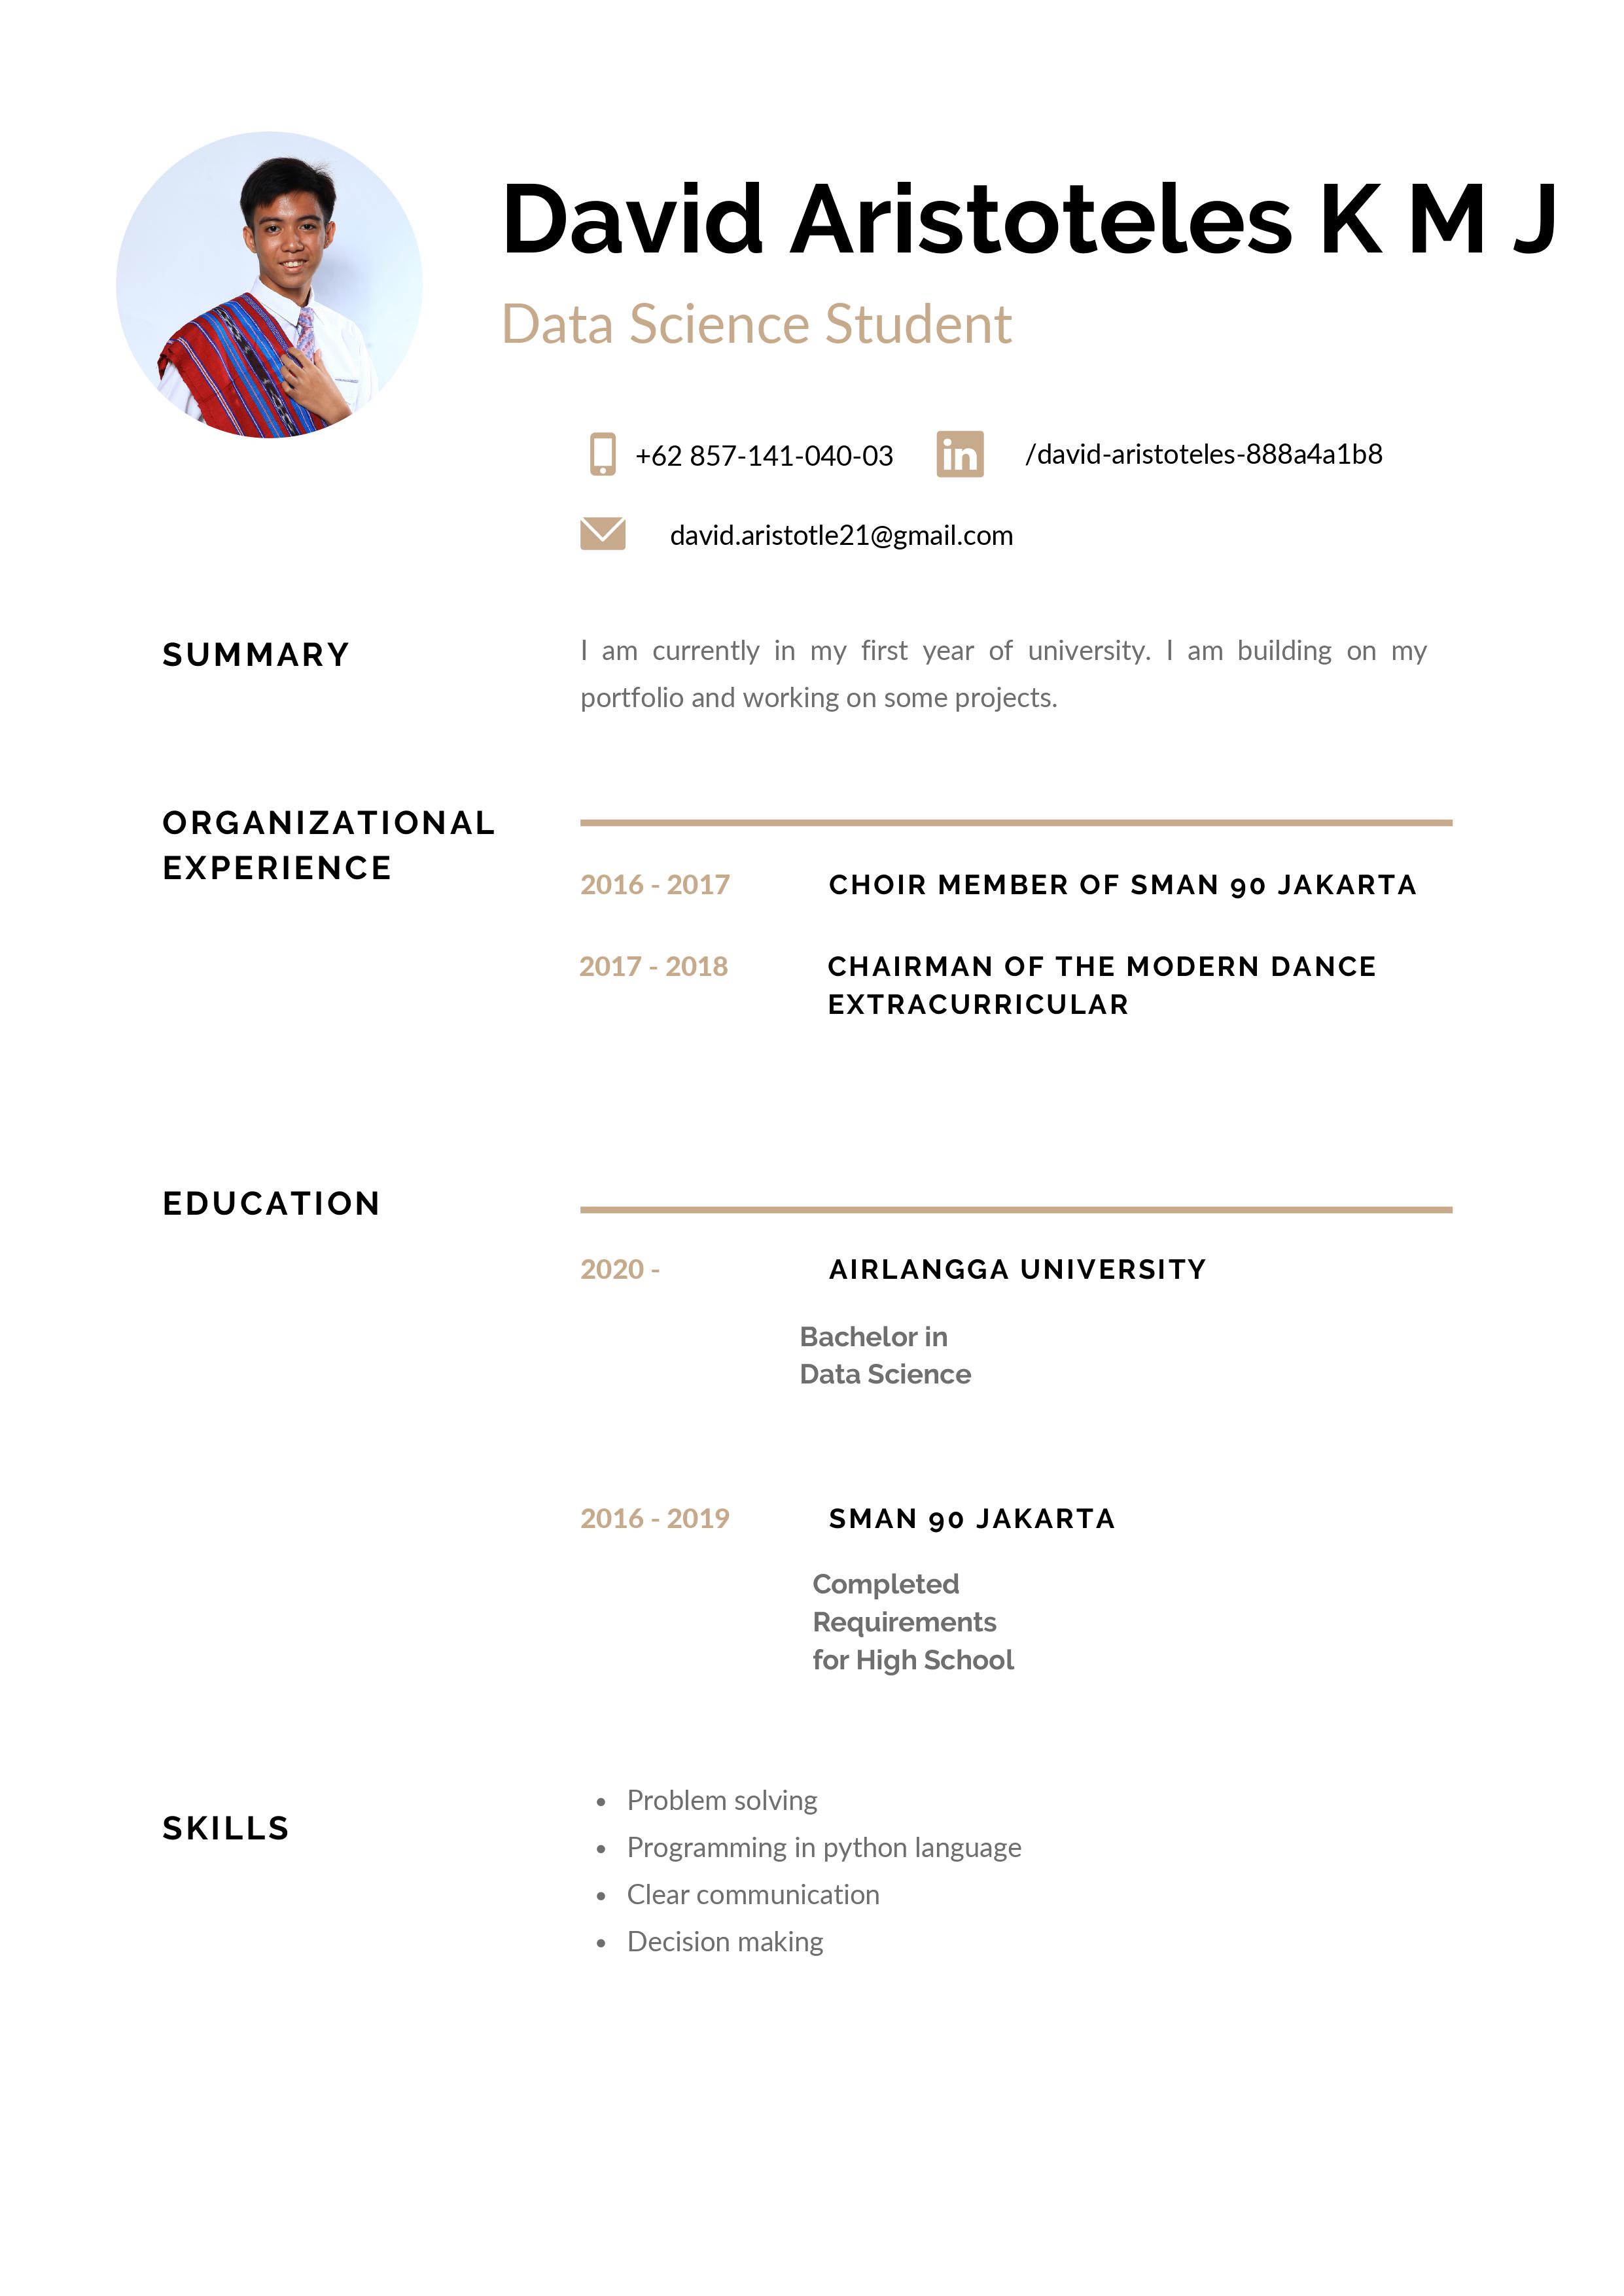 David Aristoteles K M J
Data Science Student
+62 857-141-040-03
/david-aristoteles-888a4a1b8
david.aristotle21@gmail.com
SUMMARY
I am currently in my first year of university. I am building on my
portfolio and working on some projects.
ORGANIZATIONAL
EXPERIENCE
2016 - 2017
CHOIR MEMBER OF SMAN 90 JAKARTA
2017 - 2018
CHAIRMAN OF THE MODERN DANCE
EXTRACURRICULAR
EDUCATION
2020 -
AIRLANGGA UNIVERSITY
Bachelor in
Data Science
2016 - 2019
SMAN 90 JAKARTA
Completed
Requirements
for High School
SKILLS
• Problem solving
• Programming in python language
• Clear communication
• Decision making